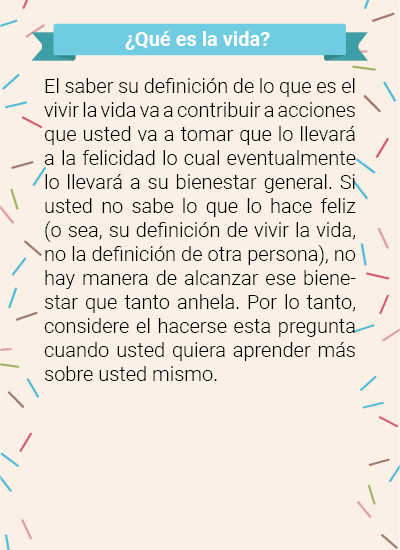 ¿Qué es la vida?
El saber su definición de lo que es el
vivir la vida va a contribuir a acciones
que usted va a tomar que lo llevará
a la felicidad lo cual eventualmente
lo llevará a su bienestar general. Si
usted no sabe lo que lo hace feliz
(o sea, su definición de vivir la vida,
no la definición de otra persona), no
hay manera de alcanzar ese biene-
star que tanto anhela. Por lo tanto,
considere el hacerse esta pregunta
cuando usted quiera aprender más
sobre usted mismo.